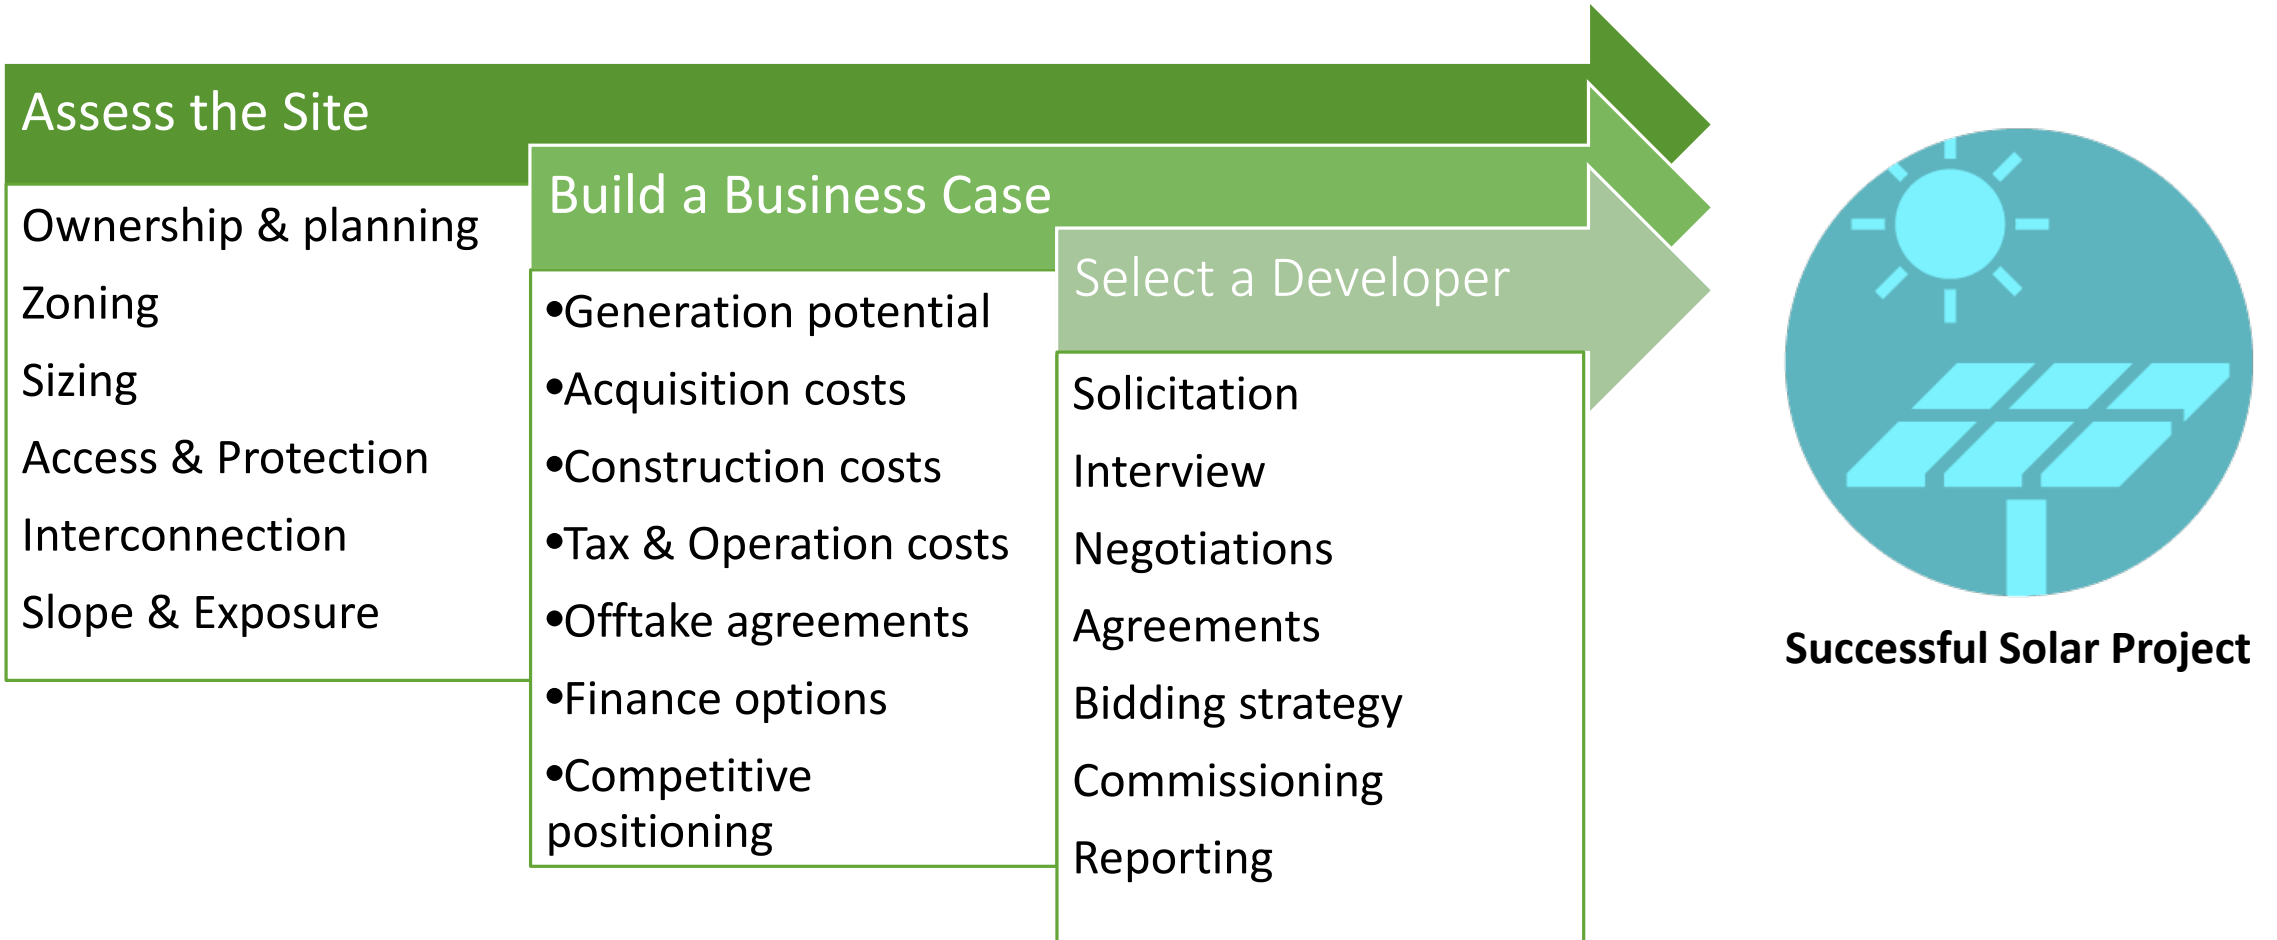 Assess the Site
Ownership & planning
Zoning
Sizing
Access & Protection
Interconnection
Slope & Exposure
Build a Business Case
•Generation potential
•Acquisition costs
•Construction costs
•Tax & Operation costs
•Offtake agreements
•Finance options
•Competitive
positioning
Select a Developer
Solicitation
Interview
Negotiations
Agreements
Bidding strategy
Commissioning
Reporting
Successful Solar Project